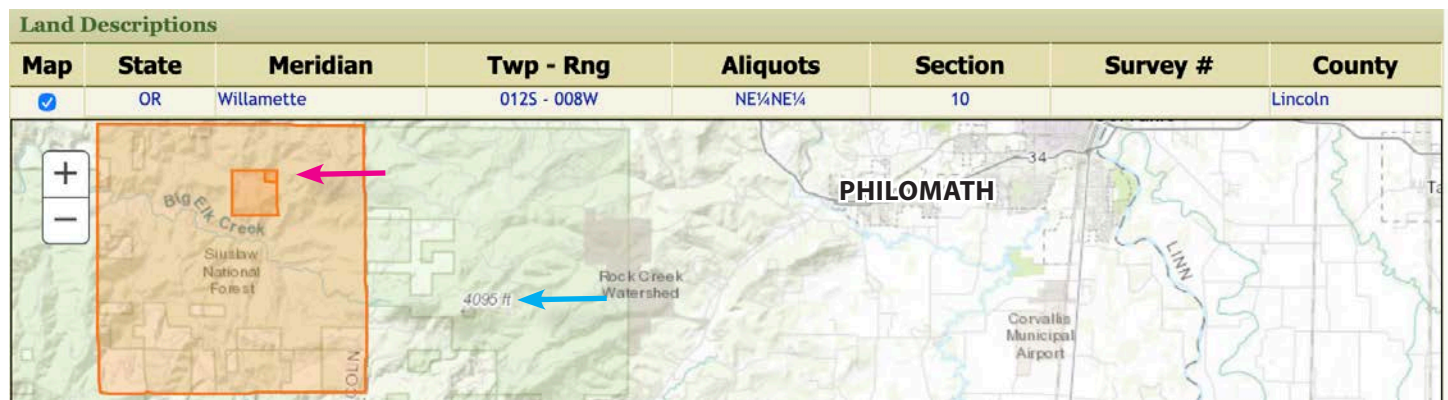 Land Descriptions
Map State Meridian Twp - Rng Aliquots Section Survey # County
OR Willamette 012S - 008W NE¼NE¼ 10 Lincoln
+
−
34
PHILOMATH
Big Elk Creek
Siuslaw
National
Forest
LINN
Rock Creek
Watershed
4095 ft
Corvallis
Municipal
Airport
COLN